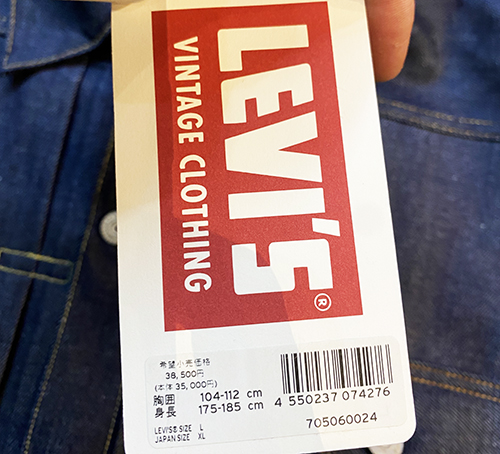 LEVI'S®
VINTAGE CLOTHING
希望小売価格
38,500円
(本体 35,000円)
胸囲 104-112 cm
身長 175-185 cm
LEVI'S® SIZE L
JAPAN SIZE XL
4 550237 074276
705060024